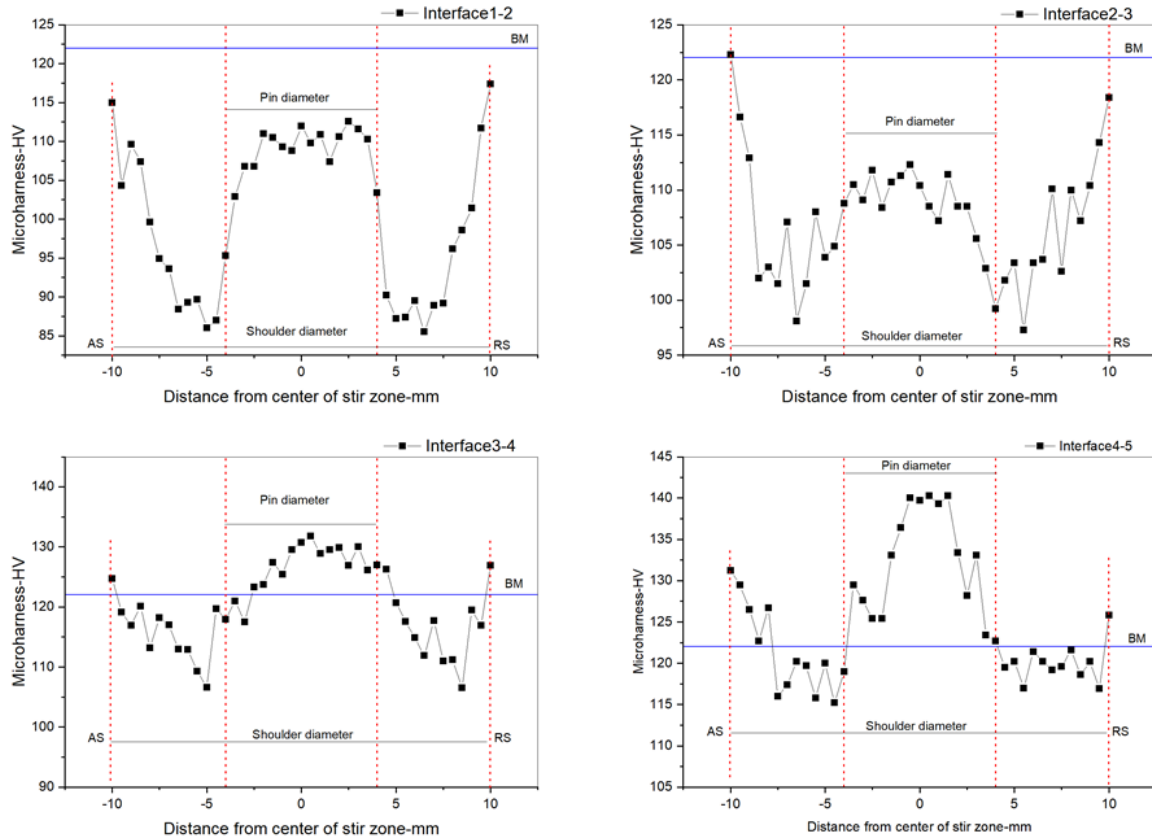 Interface1-2
125
120
115
110
105
100
95
90
85
BM
Pin diameter
Shoulder diameter
AS
RS
-10
-5
0
5
10
Microharness-HV
Distance from center of stir zone-mm
Interface2-3
125
120
115
110
105
100
95
BM
Pin diameter
Shoulder diameter
AS
RS
-10
-5
0
5
10
Microharness-HV
Distance from center of stir zone-mm
Interface3-4
140
130
120
110
100
90
Pin diameter
BM
Shoulder diameter
AS
RS
-10
-5
0
5
10
Microharness-HV
Distance from center of stir zone-mm
Interface4-5
145
140
135
130
125
120
115
110
105
Pin diameter
BM
Shoulder diameter
AS
RS
-10
-5
0
5
10
Microharness-HV
Distance from center of stir zone-mm